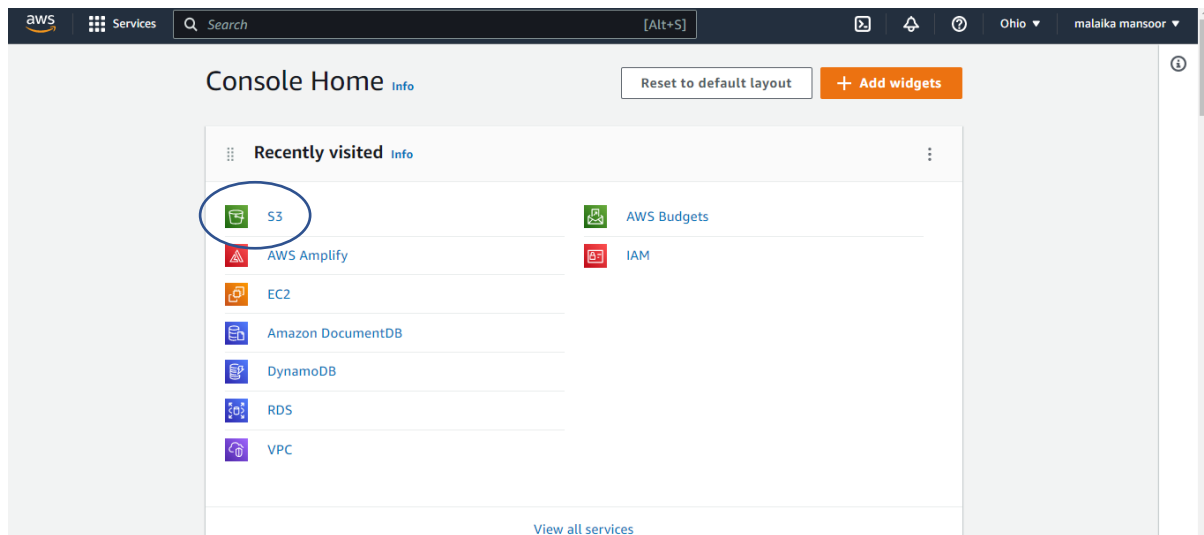 aws Services Search [Alt+S] Ohio ▼ malaika mansoor ▼
Console Home Info Reset to default layout + Add widgets
Recently visited Info
S3 AWS Budgets
AWS Amplify IAM
EC2
Amazon DocumentDB
DynamoDB
RDS
VPC
View all services